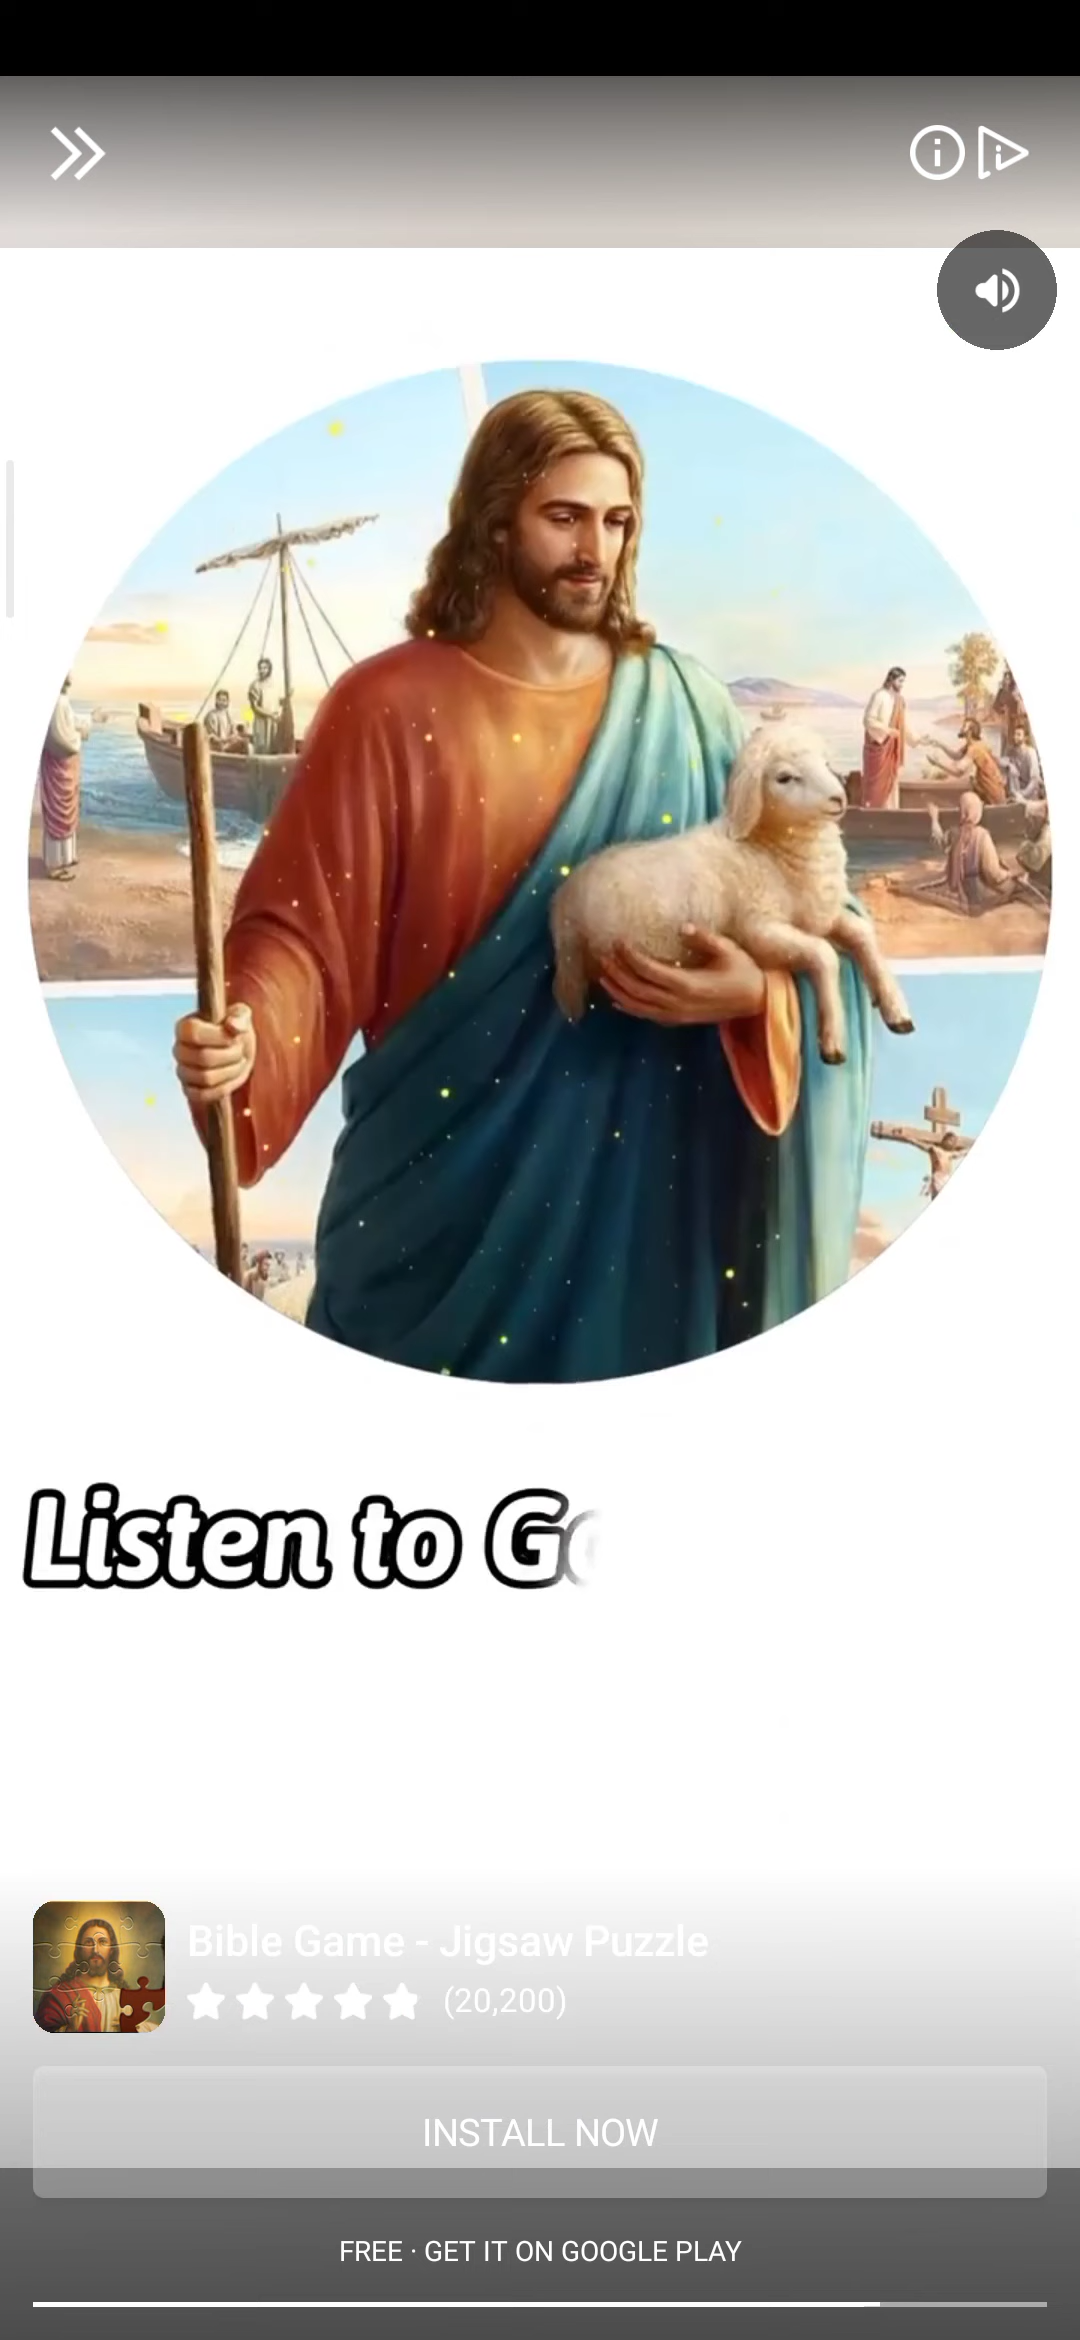 Listen to G
Bible Game - Jigsaw Puzzle
(20,200)
INSTALL NOW
FREE · GET IT ON GOOGLE PLAY